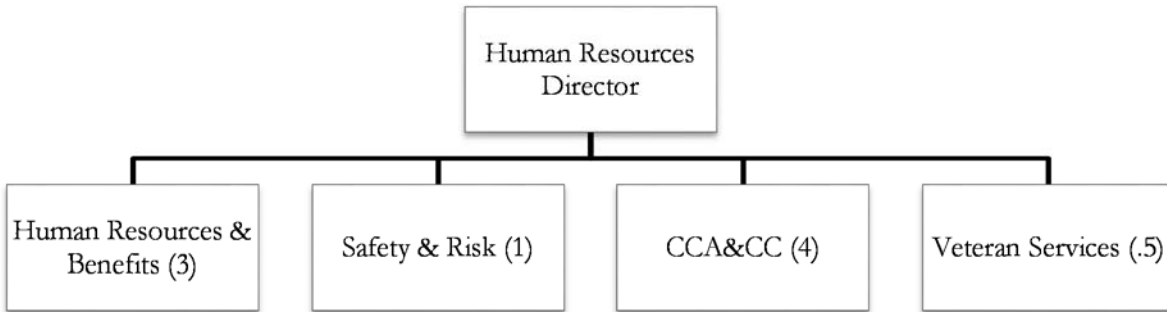 Human Resources
Director
Human Resources &
Benefits (3)
Safety & Risk (1)
CCA&CC (4)
Veteran Services (.5)